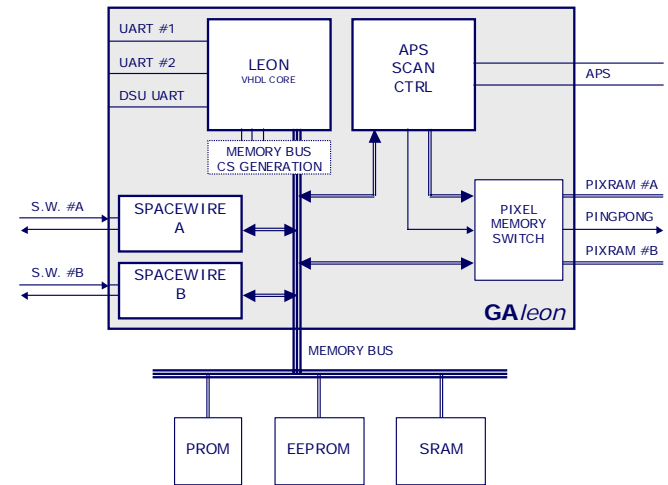 UART #1
UART #2
DSU UART
LEON
VHDL CORE
APS
SCAN
CTRL
APS
MEMORY BUS
CS GENERATION
S.W. #A
SPACEWIRE
A
PIXEL
MEMORY
SWITCH
PIXRAM #A
PINGPONG
PIXRAM #B
S.W. #B
SPACEWIRE
B
GAleon
MEMORY BUS
PROM
EEPROM
SRAM